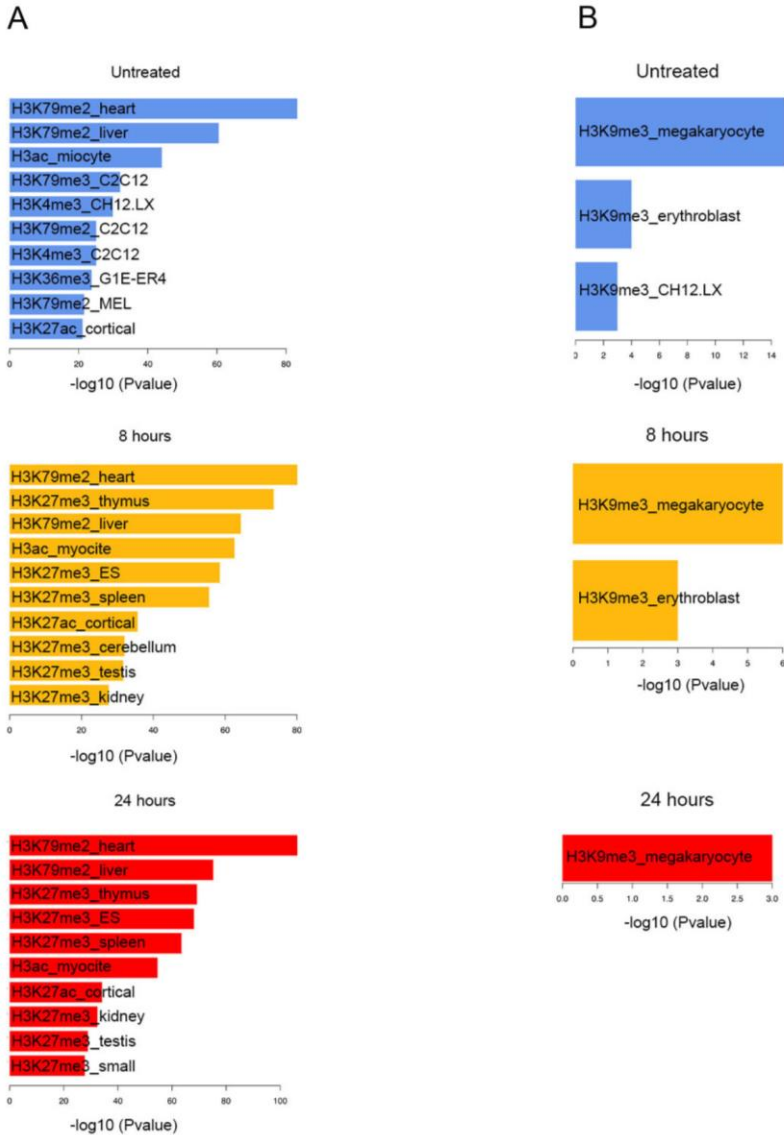 A
Untreated
H3K79me2_heart
H3K79me2_liver
H3ac_miocyte
H3K79me3_C2C12
H3K4me3_CH12.LX
H3K79me2_C2C12
H3K4me3_C2C12
H3K36me3_G1E-ER4
H3K79me2_MEL
H3K27ac_cortical
0 20 40 60 80
-log10 (Pvalue)
8 hours
H3K79me2_heart
H3K27me3_thymus
H3K79me2_liver
H3ac_myocite
H3K27me3_ES
H3K27me3_spleen
H3K27ac_cortical
H3K27me3_cerebellum
H3K27me3_testis
H3K27me3_kidney
0 20 40 60 80
-log10 (Pvalue)
24 hours
H3K79me2_heart
H3K79me2_liver
H3K27me3_thymus
H3K27me3_ES
H3K27me3_spleen
H3ac_myocite
H3K27ac_cortical
H3K27me3_kidney
H3K27me3_testis
H3K27me3_small
0 20 40 60 80 100
-log10 (Pvalue)
B
Untreated
H3K9me3_megakaryocyte
H3K9me3_erythroblast
H3K9me3_CH12.LX
0 2 4 6 8 10 12 14
-log10 (Pvalue)
8 hours
H3K9me3_megakaryocyte
H3K9me3_erythroblast
0 1 2 3 4 5 6
-log10 (Pvalue)
24 hours
H3K9me3_megakaryocyte
0.0 0.5 1.0 1.5 2.0 2.5 3.0
-log10 (Pvalue)